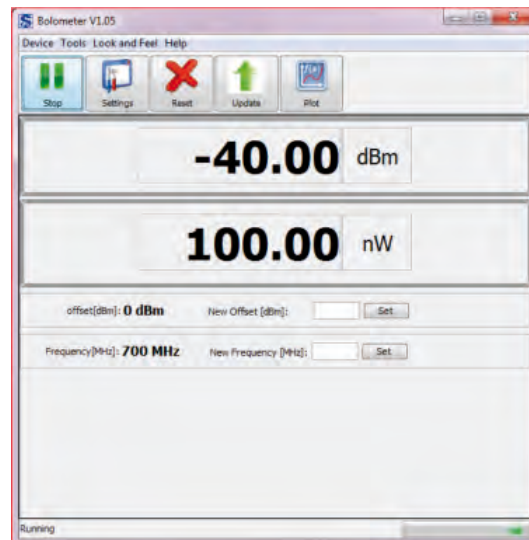 Bolometer V1.05
Device Tools Look and Feel Help
Stop Settings Reset Update Plot
-40.00 dBm
100.00 nW
offset[dBm]: 0 dBm New Offset [dBm]: Set
Frequency[MHz]: 700 MHz New Frequency [MHz]: Set
Running